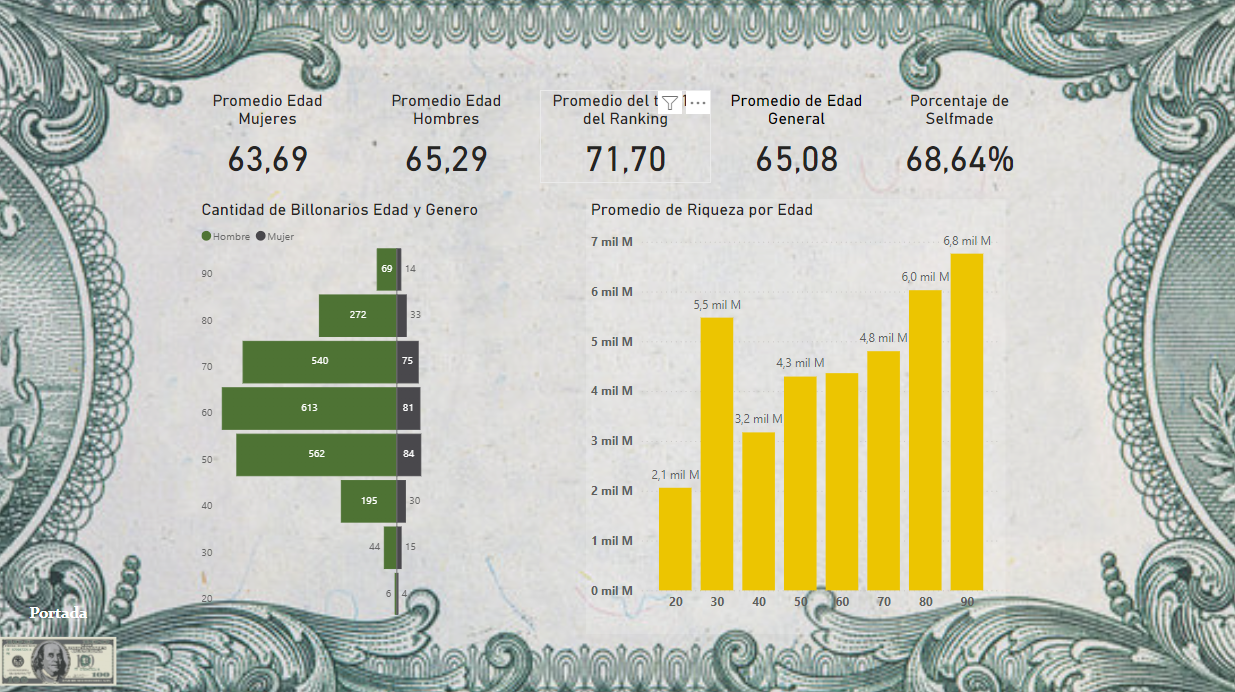 Promedio Edad
Mujeres
63,69
Promedio Edad
Hombres
65,29
Promedio del
del Ranking
71,70
Promedio de Edad
General
65,08
Porcentaje de
Selfmade
68,64%
Cantidad de Billonarios Edad y Genero
Hombre Mujer
90 69 14
80 272 33
70 540 75
60 613 81
50 562 84
40 195 30
30 44 15
20 6 4
Promedio de Riqueza por Edad
7 mil M
6 mil M
5 mil M
4 mil M
3 mil M
2 mil M
1 mil M
0 mil M
2,1 mil M
5,5 mil M
3,2 mil M
4,3 mil M
4,8 mil M
6,0 mil M
6,8 mil M
20 30 40 50 60 70 80 90
Portada
100